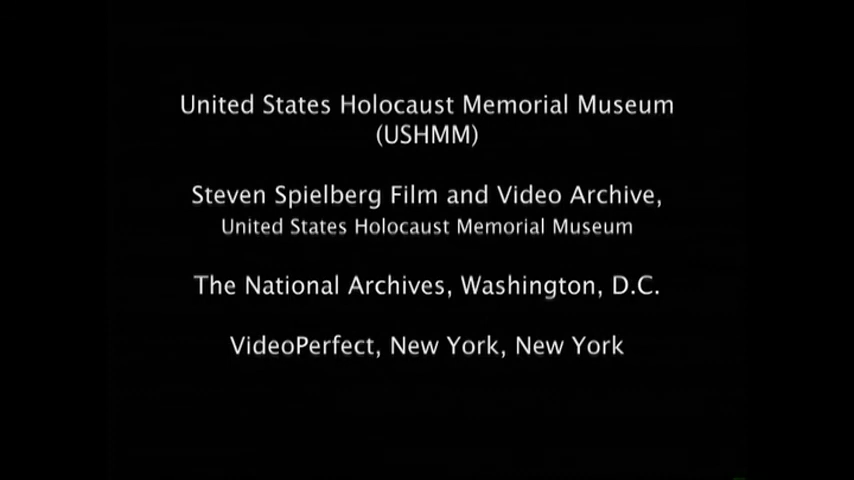 United States Holocaust Memorial Museum
(USHMM)
Steven Spielberg Film and Video Archive,
United States Holocaust Memorial Museum
The National Archives, Washington, D.C.
VideoPerfect, New York, New York